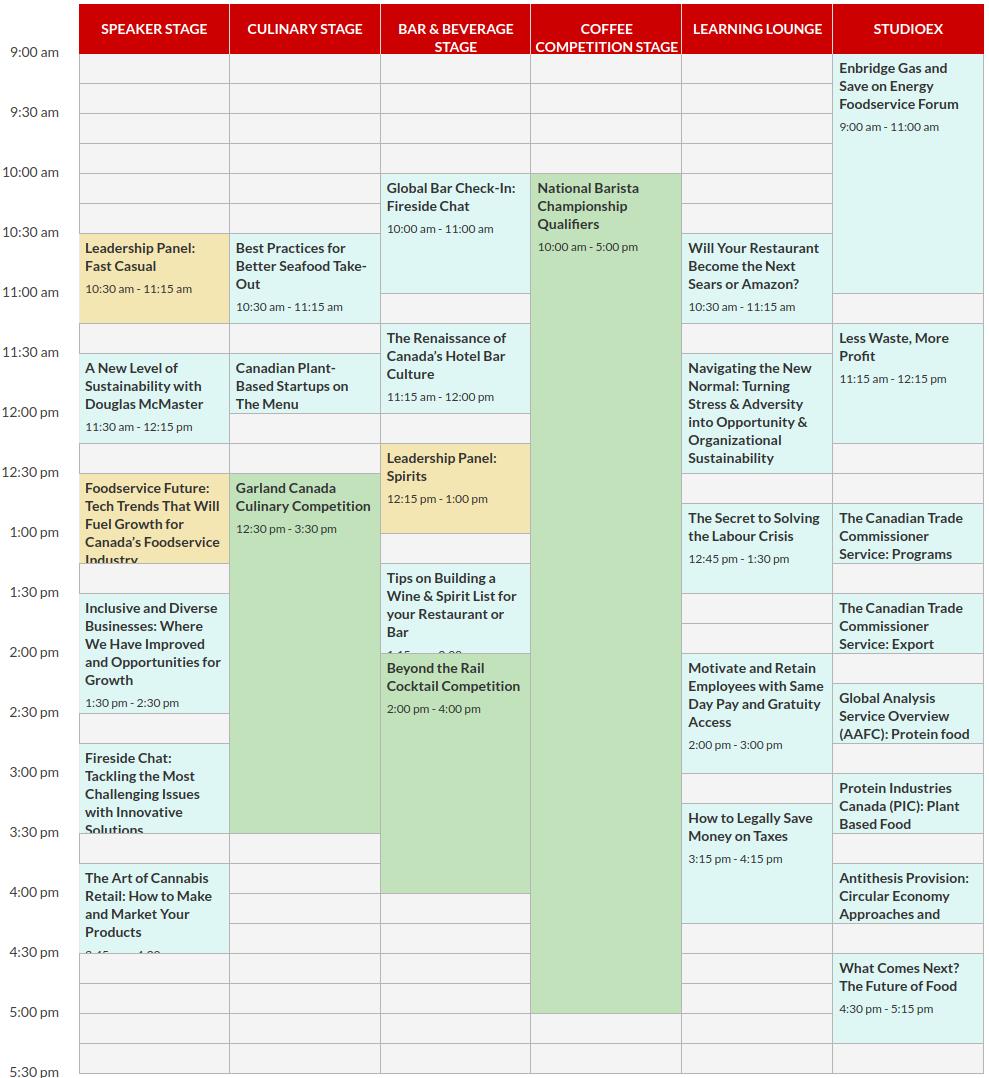 SPEAKER STAGE
CULINARY STAGE
BAR & BEVERAGE
STAGE
COFFEE
COMPETITION STAGE
LEARNING LOUNGE
STUDIOEX
9:00 am
9:30 am
10:00 am
10:30 am
11:00 am
11:30 am
12:00 pm
12:30 pm
1:00 pm
1:30 pm
2:00 pm
2:30 pm
3:00 pm
3:30 pm
4:00 pm
4:30 pm
5:00 pm
5:30 pm
Leadership Panel:
Fast Casual
10:30 am - 11:15 am
A New Level of
Sustainability with
Douglas McMaster
11:30 am - 12:15 pm
Foodservice Future:
Tech Trends That Will
Fuel Growth for
Canada’s Foodservice
Industry
Inclusive and Diverse
Businesses: Where
We Have Improved
and Opportunities for
Growth
1:30 pm - 2:30 pm
Fireside Chat:
Tackling the Most
Challenging Issues
with Innovative
Solutions
The Art of Cannabis
Retail: How to Make
and Market Your
Products
Best Practices for
Better Seafood Take-
Out
10:30 am - 11:15 am
Canadian Plant-
Based Startups on
The Menu
Garland Canada
Culinary Competition
12:30 pm - 3:30 pm
Global Bar Check-In:
Fireside Chat
10:00 am - 11:00 am
The Renaissance of
Canada’s Hotel Bar
Culture
11:15 am - 12:00 pm
Leadership Panel:
Spirits
12:15 pm - 1:00 pm
Tips on Building a
Wine & Spirit List for
your Restaurant or
Bar
Beyond the Rail
Cocktail Competition
2:00 pm - 4:00 pm
National Barista
Championship
Qualifiers
10:00 am - 5:00 pm
Will Your Restaurant
Become the Next
Sears or Amazon?
10:30 am - 11:15 am
Navigating the New
Normal: Turning
Stress & Adversity
into Opportunity &
Organizational
Sustainability
The Secret to Solving
the Labour Crisis
12:45 pm - 1:30 pm
Motivate and Retain
Employees with Same
Day Pay and Gratuity
Access
2:00 pm - 3:00 pm
How to Legally Save
Money on Taxes
3:15 pm - 4:15 pm
Enbridge Gas and
Save on Energy
Foodservice Forum
9:00 am - 11:00 am
Less Waste, More
Profit
11:15 am - 12:15 pm
The Canadian Trade
Commissioner
Service: Programs
The Canadian Trade
Commissioner
Service: Export
Global Analysis
Service Overview
(AAFC): Protein food
Protein Industries
Canada (PIC): Plant
Based Food
Antithesis Provision:
Circular Economy
Approaches and
What Comes Next?
The Future of Food
4:30 pm - 5:15 pm